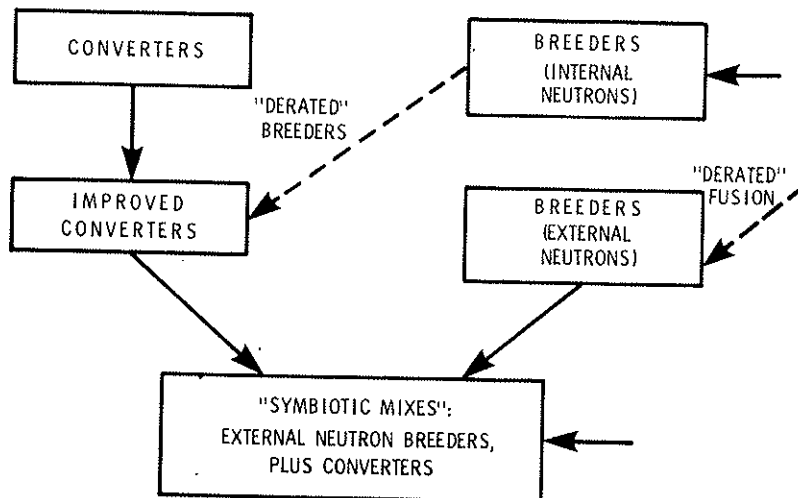 CONVERTERS
BREEDERS
(INTERNAL
NEUTRONS)
"DERATED"
BREEDERS
IMPROVED
CONVERTERS
"DERATED"
FUSION
BREEDERS
(EXTERNAL
NEUTRONS)
"SYMBIOTIC MIXES":
EXTERNAL NEUTRON BREEDERS,
PLUS CONVERTERS